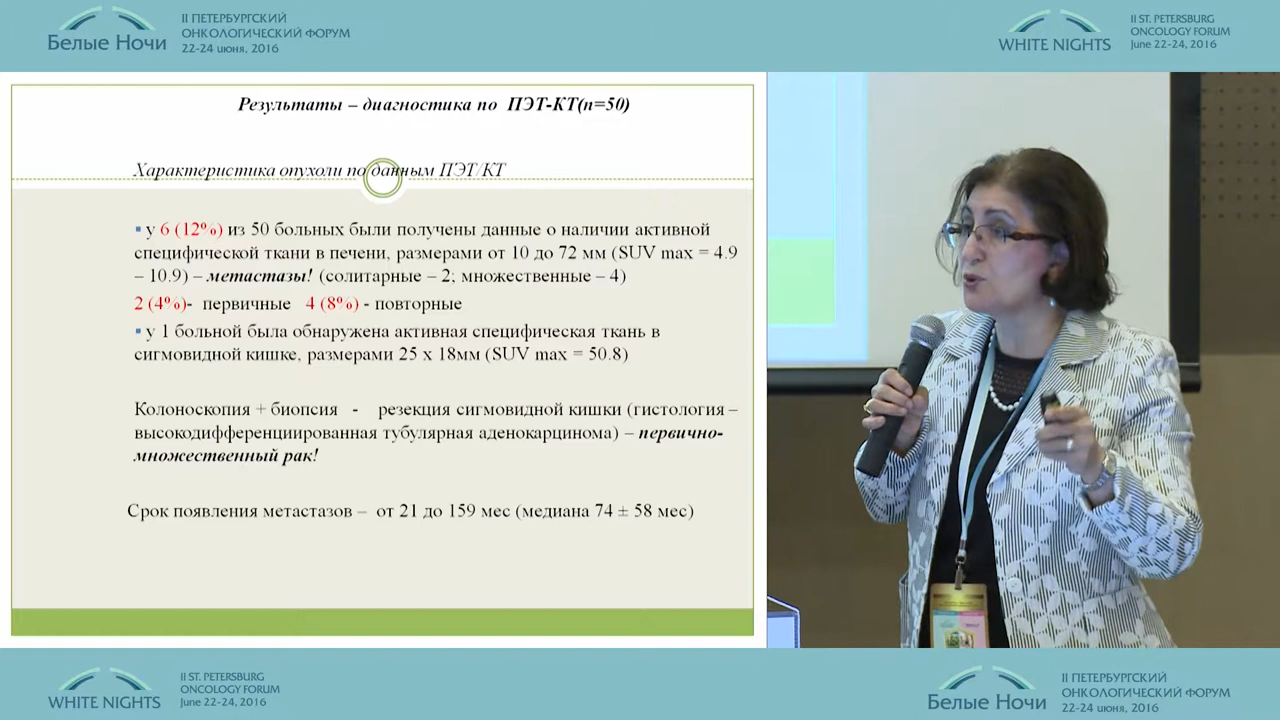 Белые Ночи
II ПЕТЕРБУРГСКИЙ
ОНКОЛОГИЧЕСКИЙ ФОРУМ
22-24 июня, 2016
WHITE NIGHTS
II ST. PETERSBURG
ONCOLOGY FORUM
June 22-24, 2016
Результаты – диагностика по ПЭТ-КТ(n=50)
Характеристика опухоли по данным ПЭТ/КТ
▪ у 6 (12%) из 50 больных были получены данные о наличии активной
специфической ткани в печени, размерами от 10 до 72 мм (SUV max = 4.9
– 10.9) – метастазы! (солитарные – 2; множественные – 4)
2 (4%)- первичные 4 (8%) - повторные
▪ у 1 больной была обнаружена активная специфическая ткань в
сигмовидной кишке, размерами 25 х 18мм (SUV max = 50.8)
Колоноскопия + биопсия - резекция сигмовидной кишки (гистология –
высокодифференциированная тубулярная аденокарцинома) – первично-
множественный рак!
Срок появления метастазов – от 21 до 159 мес (медиана 74 ± 58 мес)
WHITE NIGHTS
II ST. PETERSBURG
ONCOLOGY FORUM
June 22-24, 2016
Белые Ночи
II ПЕТЕРБУРГСКИЙ
ОНКОЛОГИЧЕСКИЙ ФОРУМ
22-24 июня, 2016